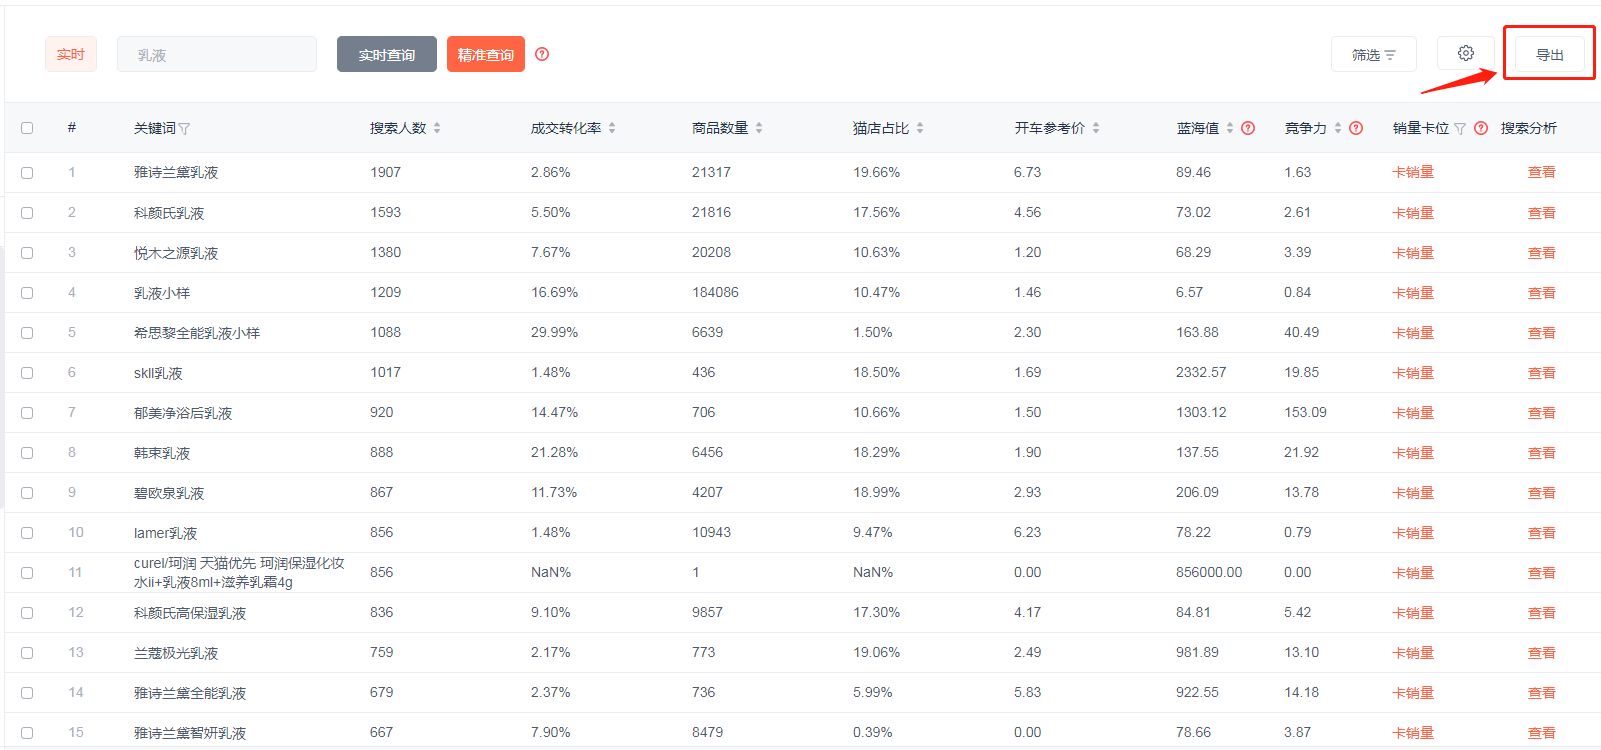 实时 乳液 实时查询 精准查询 筛选 导出
# 关键词 搜索人数 成交转化率 商品数量 猫店占比 开车参考价 蓝海值 竞争力 销量卡位 搜索分析
1 雅诗兰黛乳液 1907 2.86% 21317 19.66% 6.73 89.46 1.63 卡销量 查看
2 科颜氏乳液 1593 5.50% 21816 17.56% 4.56 73.02 2.61 卡销量 查看
3 悦木之源乳液 1380 7.67% 20208 10.63% 1.20 68.29 3.39 卡销量 查看
4 乳液小样 1209 16.69% 184086 10.47% 1.46 6.57 0.84 卡销量 查看
5 希思黎全能乳液小样 1088 29.99% 6639 1.50% 2.30 163.88 40.49 卡销量 查看
6 skll乳液 1017 1.48% 436 18.50% 1.69 2332.57 19.85 卡销量 查看
7 郁美净浴后乳液 920 14.47% 706 10.66% 1.50 1303.12 153.09 卡销量 查看
8 韩束乳液 888 21.28% 6456 18.29% 1.90 137.55 21.92 卡销量 查看
9 碧欧泉乳液 867 11.73% 4207 18.99% 2.93 206.09 13.78 卡销量 查看
10 lamer乳液 856 1.48% 10943 9.47% 6.23 78.22 0.79 卡销量 查看
11 curel/珂润 天猫优先 珂润保湿化妆 856 NaN% 1 NaN% 0.00 856000.00 0.00 卡销量 查看
水ii+乳液8ml+滋养乳霜4g
12 科颜氏高保湿乳液 836 9.10% 9857 17.30% 4.17 84.81 5.42 卡销量 查看
13 兰蔻极光乳液 759 2.17% 773 19.06% 2.49 981.89 13.10 卡销量 查看
14 雅诗兰黛全能乳液 679 2.37% 736 5.99% 5.83 922.55 14.18 卡销量 查看
15 雅诗兰黛智妍乳液 667 7.90% 8479 0.39% 0.00 78.66 3.87 卡销量 查看